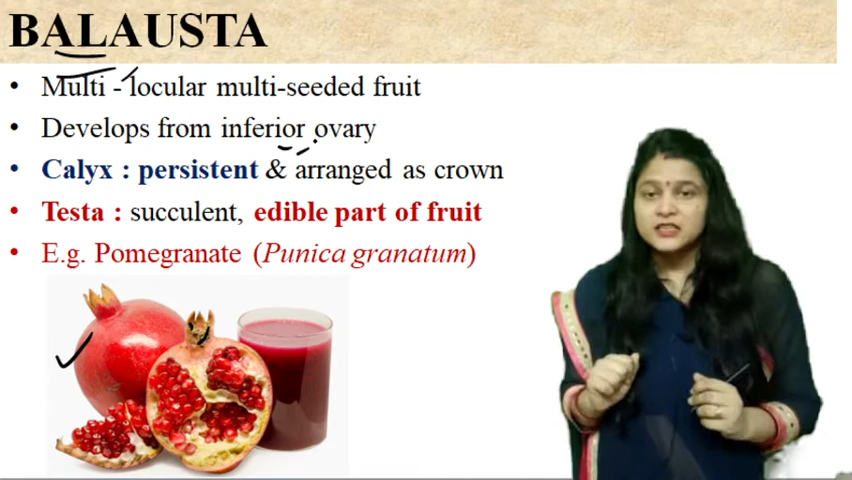 BALAUSTA
• Multi - locular multi-seeded fruit
• Develops from inferior ovary
• Calyx : persistent & arranged as crown
• Testa : succulent, edible part of fruit
• E.g. Pomegranate (Punica granatum)